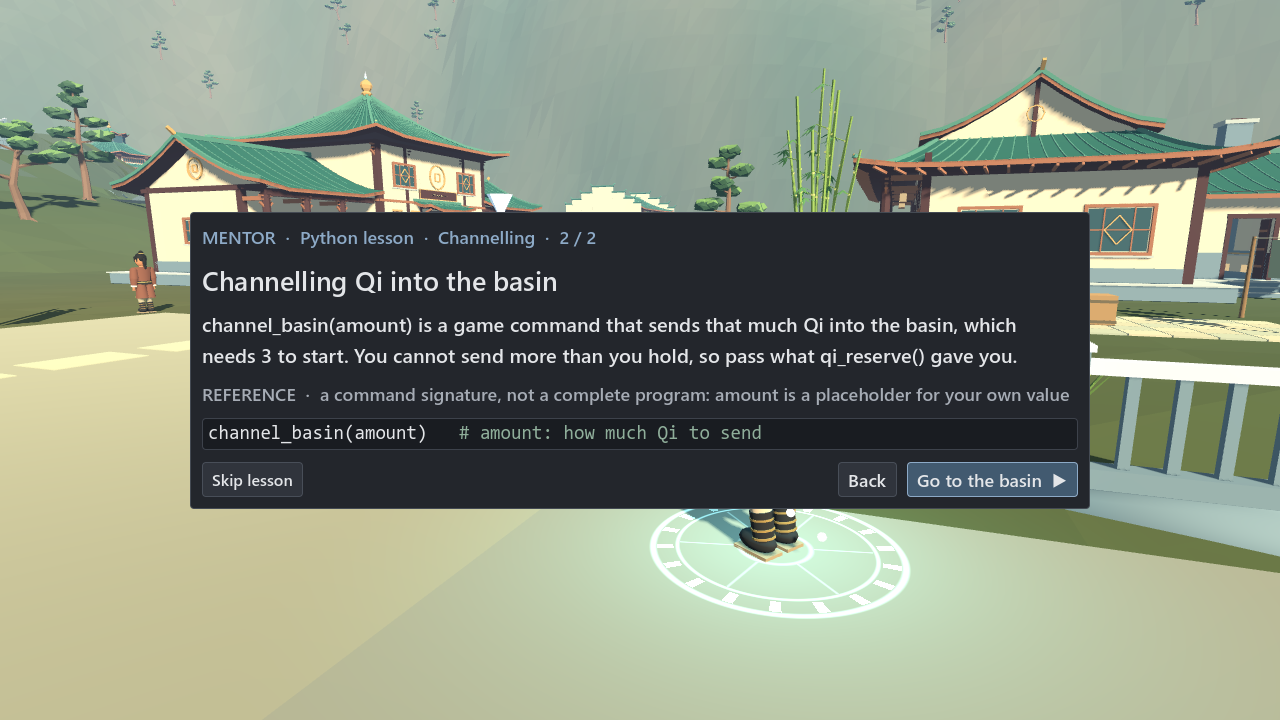 MENTOR · Python lesson · Channelling · 2 / 2
Channelling Qi into the basin
channel_basin(amount) is a game command that sends that much Qi into the basin, which
needs 3 to start. You cannot send more than you hold, so pass what qi_reserve() gave you.
REFERENCE · a command signature, not a complete program: amount is a placeholder for your own value
channel_basin(amount)   # amount: how much Qi to send
Skip lesson
Back
Go to the basin ▶